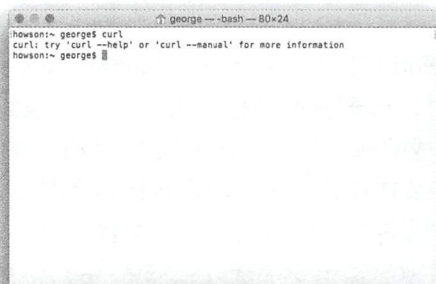 george — -bash — 80×24
howson:~ george$ curl
curl: try 'curl --help' or 'curl --manual' for more information
howson:~ george$